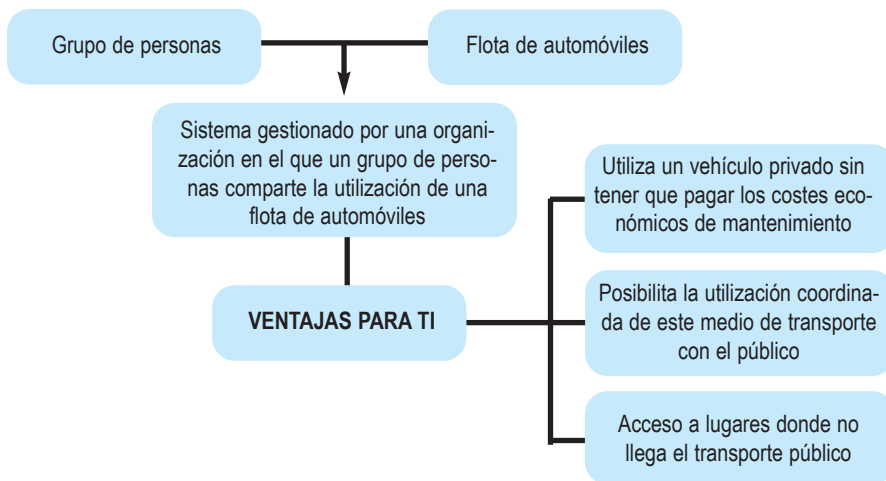 Grupo de personas
Flota de automóviles
Sistema gestionado por una organi-
zación en el que un grupo de perso-
nas comparte la utilización de una
flota de automóviles
VENTAJAS PARA TI
Utiliza un vehículo privado sin
tener que pagar los costes eco-
nómicos de mantenimiento
Posibilita la utilización coordina-
da de este medio de transporte
con el público
Acceso a lugares donde no
llega el transporte público